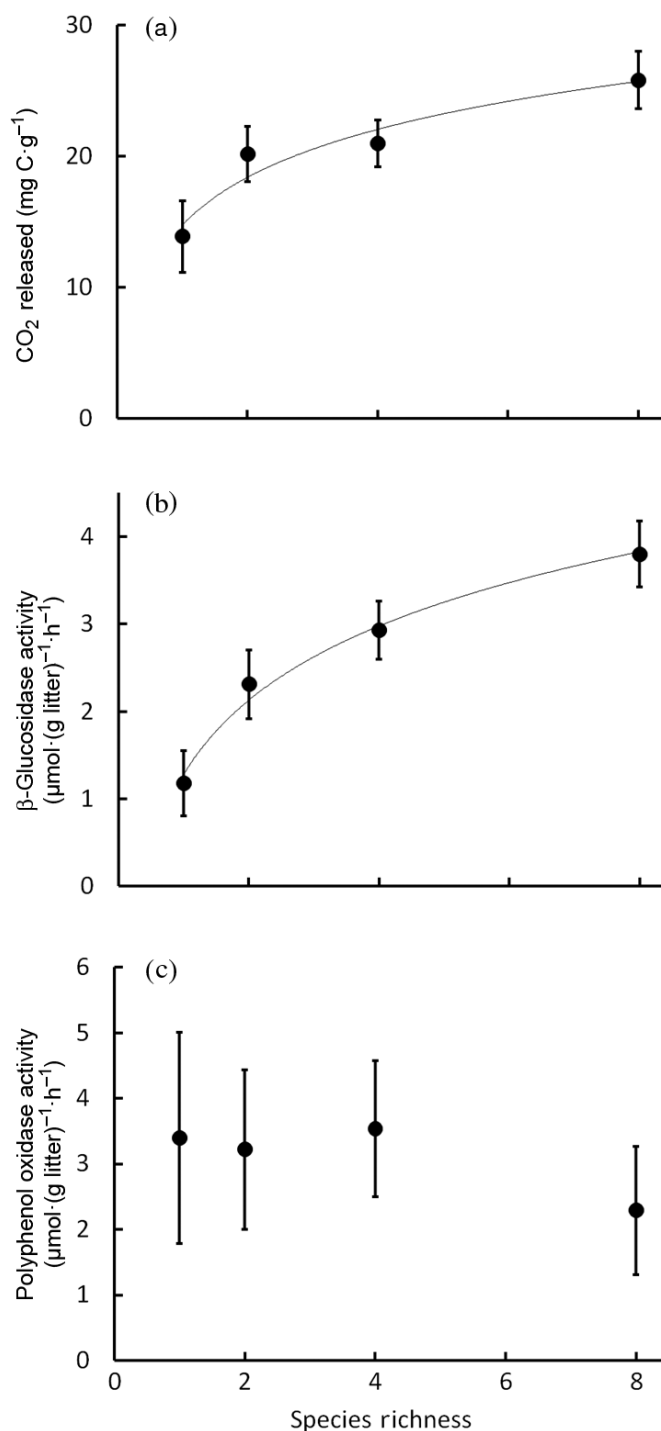 (a)
30
20
10
0
CO₂ released (mg C·g⁻¹)
(b)
4
3
2
1
0
β-Glucosidase activity
(µmol·(g litter)⁻¹·h⁻¹)
(c)
6
5
4
3
2
1
0
Polyphenol oxidase activity
(µmol·(g litter)⁻¹·h⁻¹)
0 2 4 6 8
Species richness